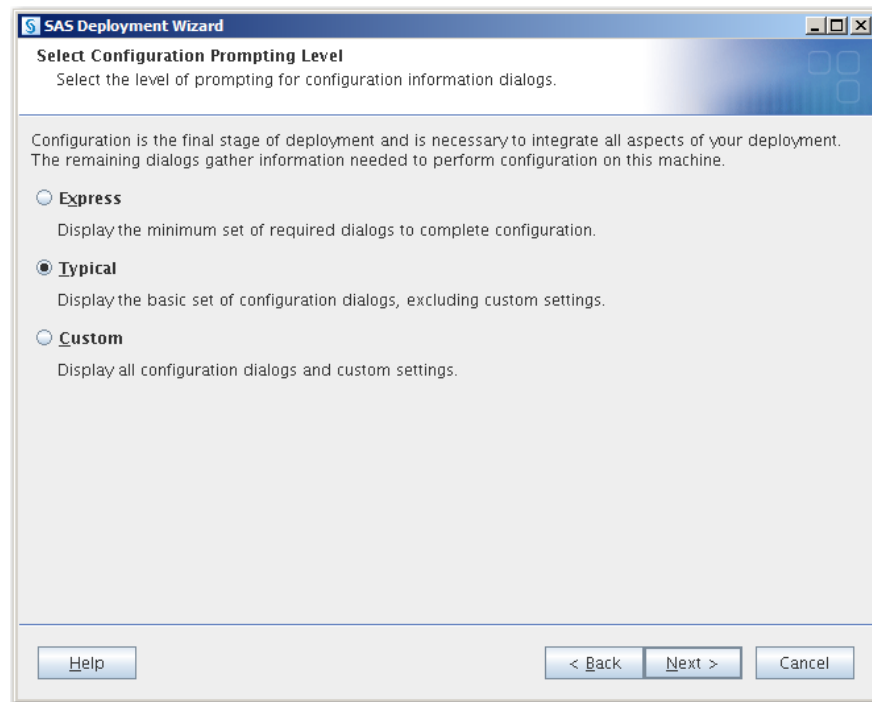 SAS Deployment Wizard
Select Configuration Prompting Level
Select the level of prompting for configuration information dialogs.
Configuration is the final stage of deployment and is necessary to integrate all aspects of your deployment.
The remaining dialogs gather information needed to perform configuration on this machine.
Express
Display the minimum set of required dialogs to complete configuration.
Typical
Display the basic set of configuration dialogs, excluding custom settings.
Custom
Display all configuration dialogs and custom settings.
Help
< Back
Next >
Cancel